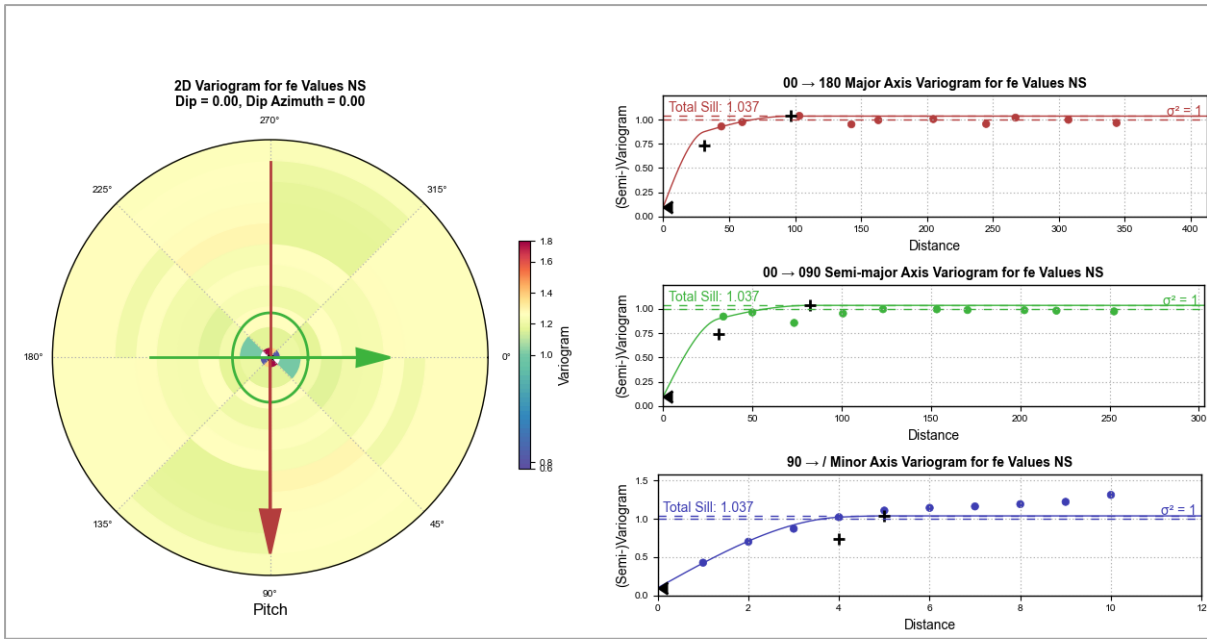 2D Variogram for fe Values NS
Dip = 0.00, Dip Azimuth = 0.00
270°
225°
315°
180°
0°
135°
45°
90°
Pitch
1.8
1.6
1.4
1.2
1.0
0.8
0.6
Variogram
00 → 180 Major Axis Variogram for fe Values NS
Total Sill: 1.037
σ² = 1
1.00
0.75
0.50
0.25
0.00
(Semi-)Variogram
0 50 100 150 200 250 300 350 400
Distance
00 → 090 Semi-major Axis Variogram for fe Values NS
Total Sill: 1.037
σ² = 1
1.00
0.75
0.50
0.25
0.00
(Semi-)Variogram
0 50 100 150 200 250 300
Distance
90 → / Minor Axis Variogram for fe Values NS
Total Sill: 1.037
σ² = 1
1.5
1.0
0.5
0.0
(Semi-)Variogram
0 2 4 6 8 10 12
Distance